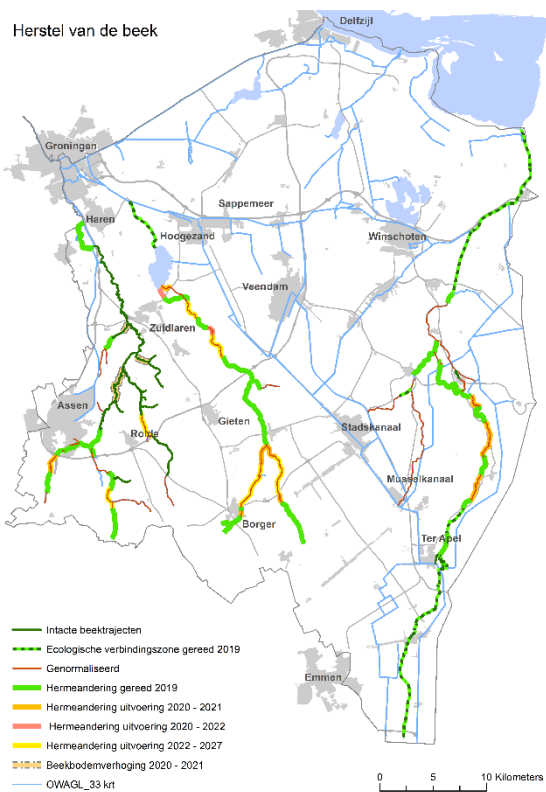 Herstel van de beek
Delfzijl
Groningen
Sappemeer
Haren
Hoogezand
Winschoten
Veendam
Zuidlaren
Assen
Gieten
Stadskanaal
Rolde
Musselkanaal
Borger
Ter Apel
Emmen
Intacte beektrajecten
Ecologische verbindingszone gereed 2019
Genormaliseerd
Hermeandering gereed 2019
Hermeandering uitvoering 2020 - 2021
Hermeandering uitvoering 2020 - 2022
Hermeandering uitvoering 2022 - 2027
Beekbodemverhoging 2020 - 2021
OWAGL_33 krt
0 5 10 Kilometers